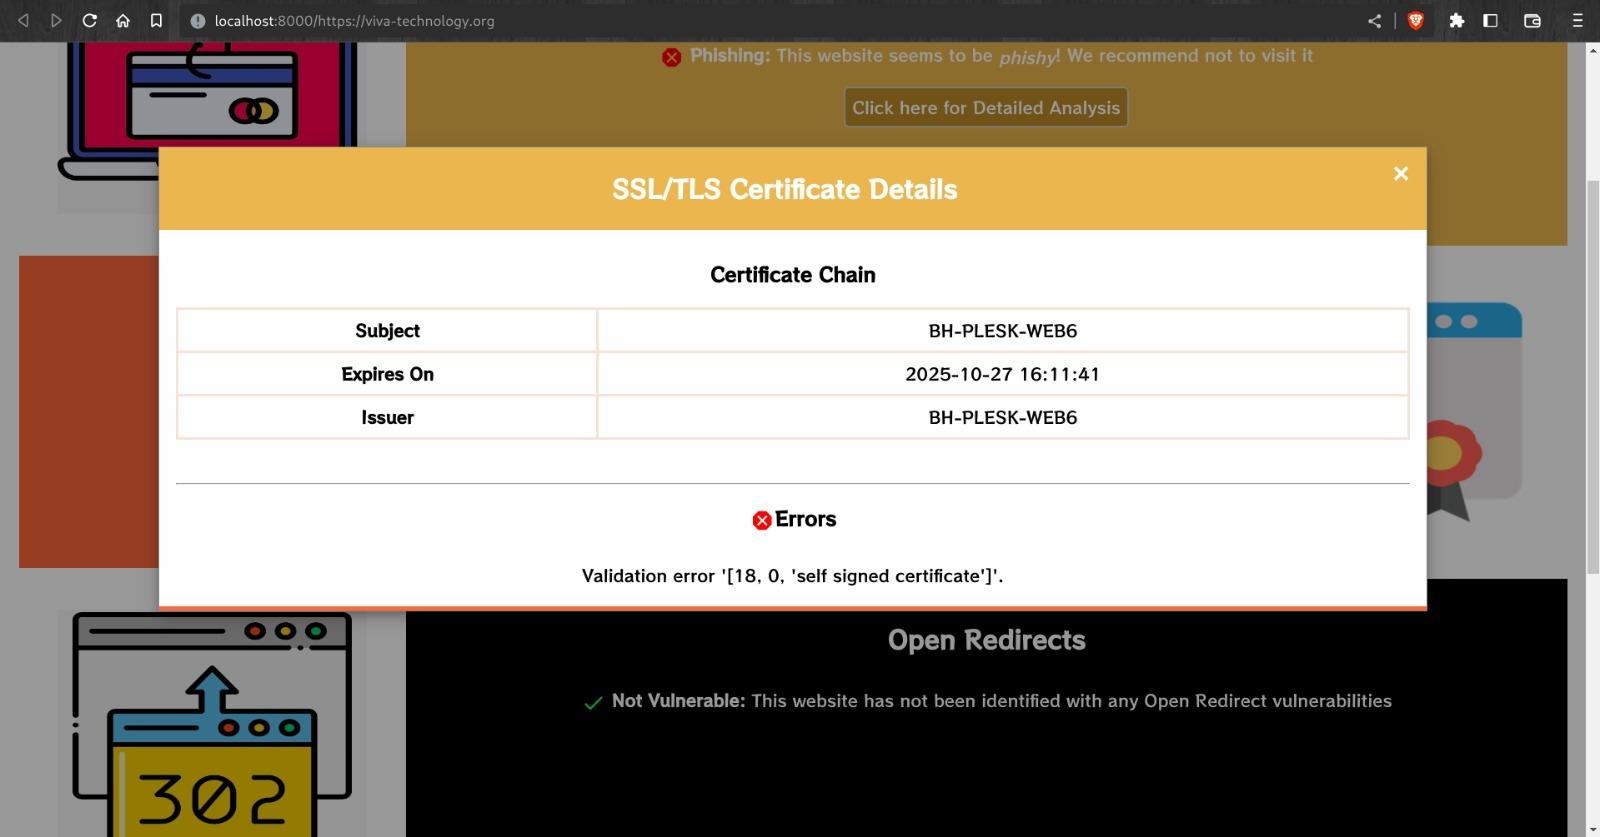 localhost:8000/https://viva-technology.org
Phishing: This website seems to be phishy! We recommend not to visit it
Click here for Detailed Analysis
×
SSL/TLS Certificate Details
Certificate Chain
Subject BH-PLESK-WEB6
Expires On 2025-10-27 16:11:41
Issuer BH-PLESK-WEB6
Errors
Validation error '[18, 0, 'self signed certificate']'.
Open Redirects
Not Vulnerable: This website has not been identified with any Open Redirect vulnerabilities
302